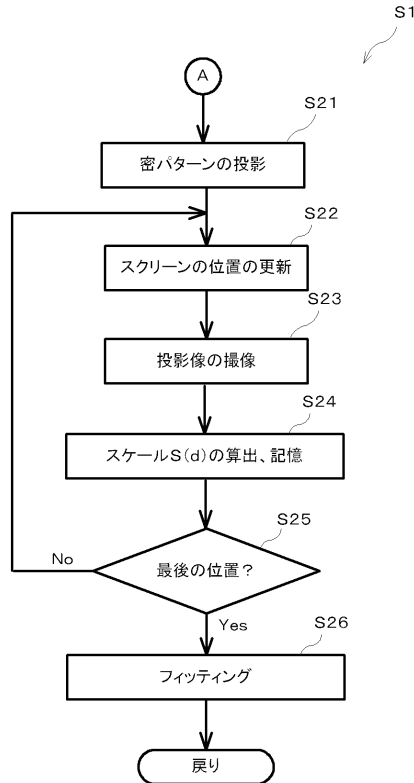 S1
A
S21
密パターンの投影
S22
スクリーンの位置の更新
S23
投影像の撮像
S24
スケールS(d)の算出、記憶
S25
No
最後の位置?
Yes
S26
フィッティング
戻り